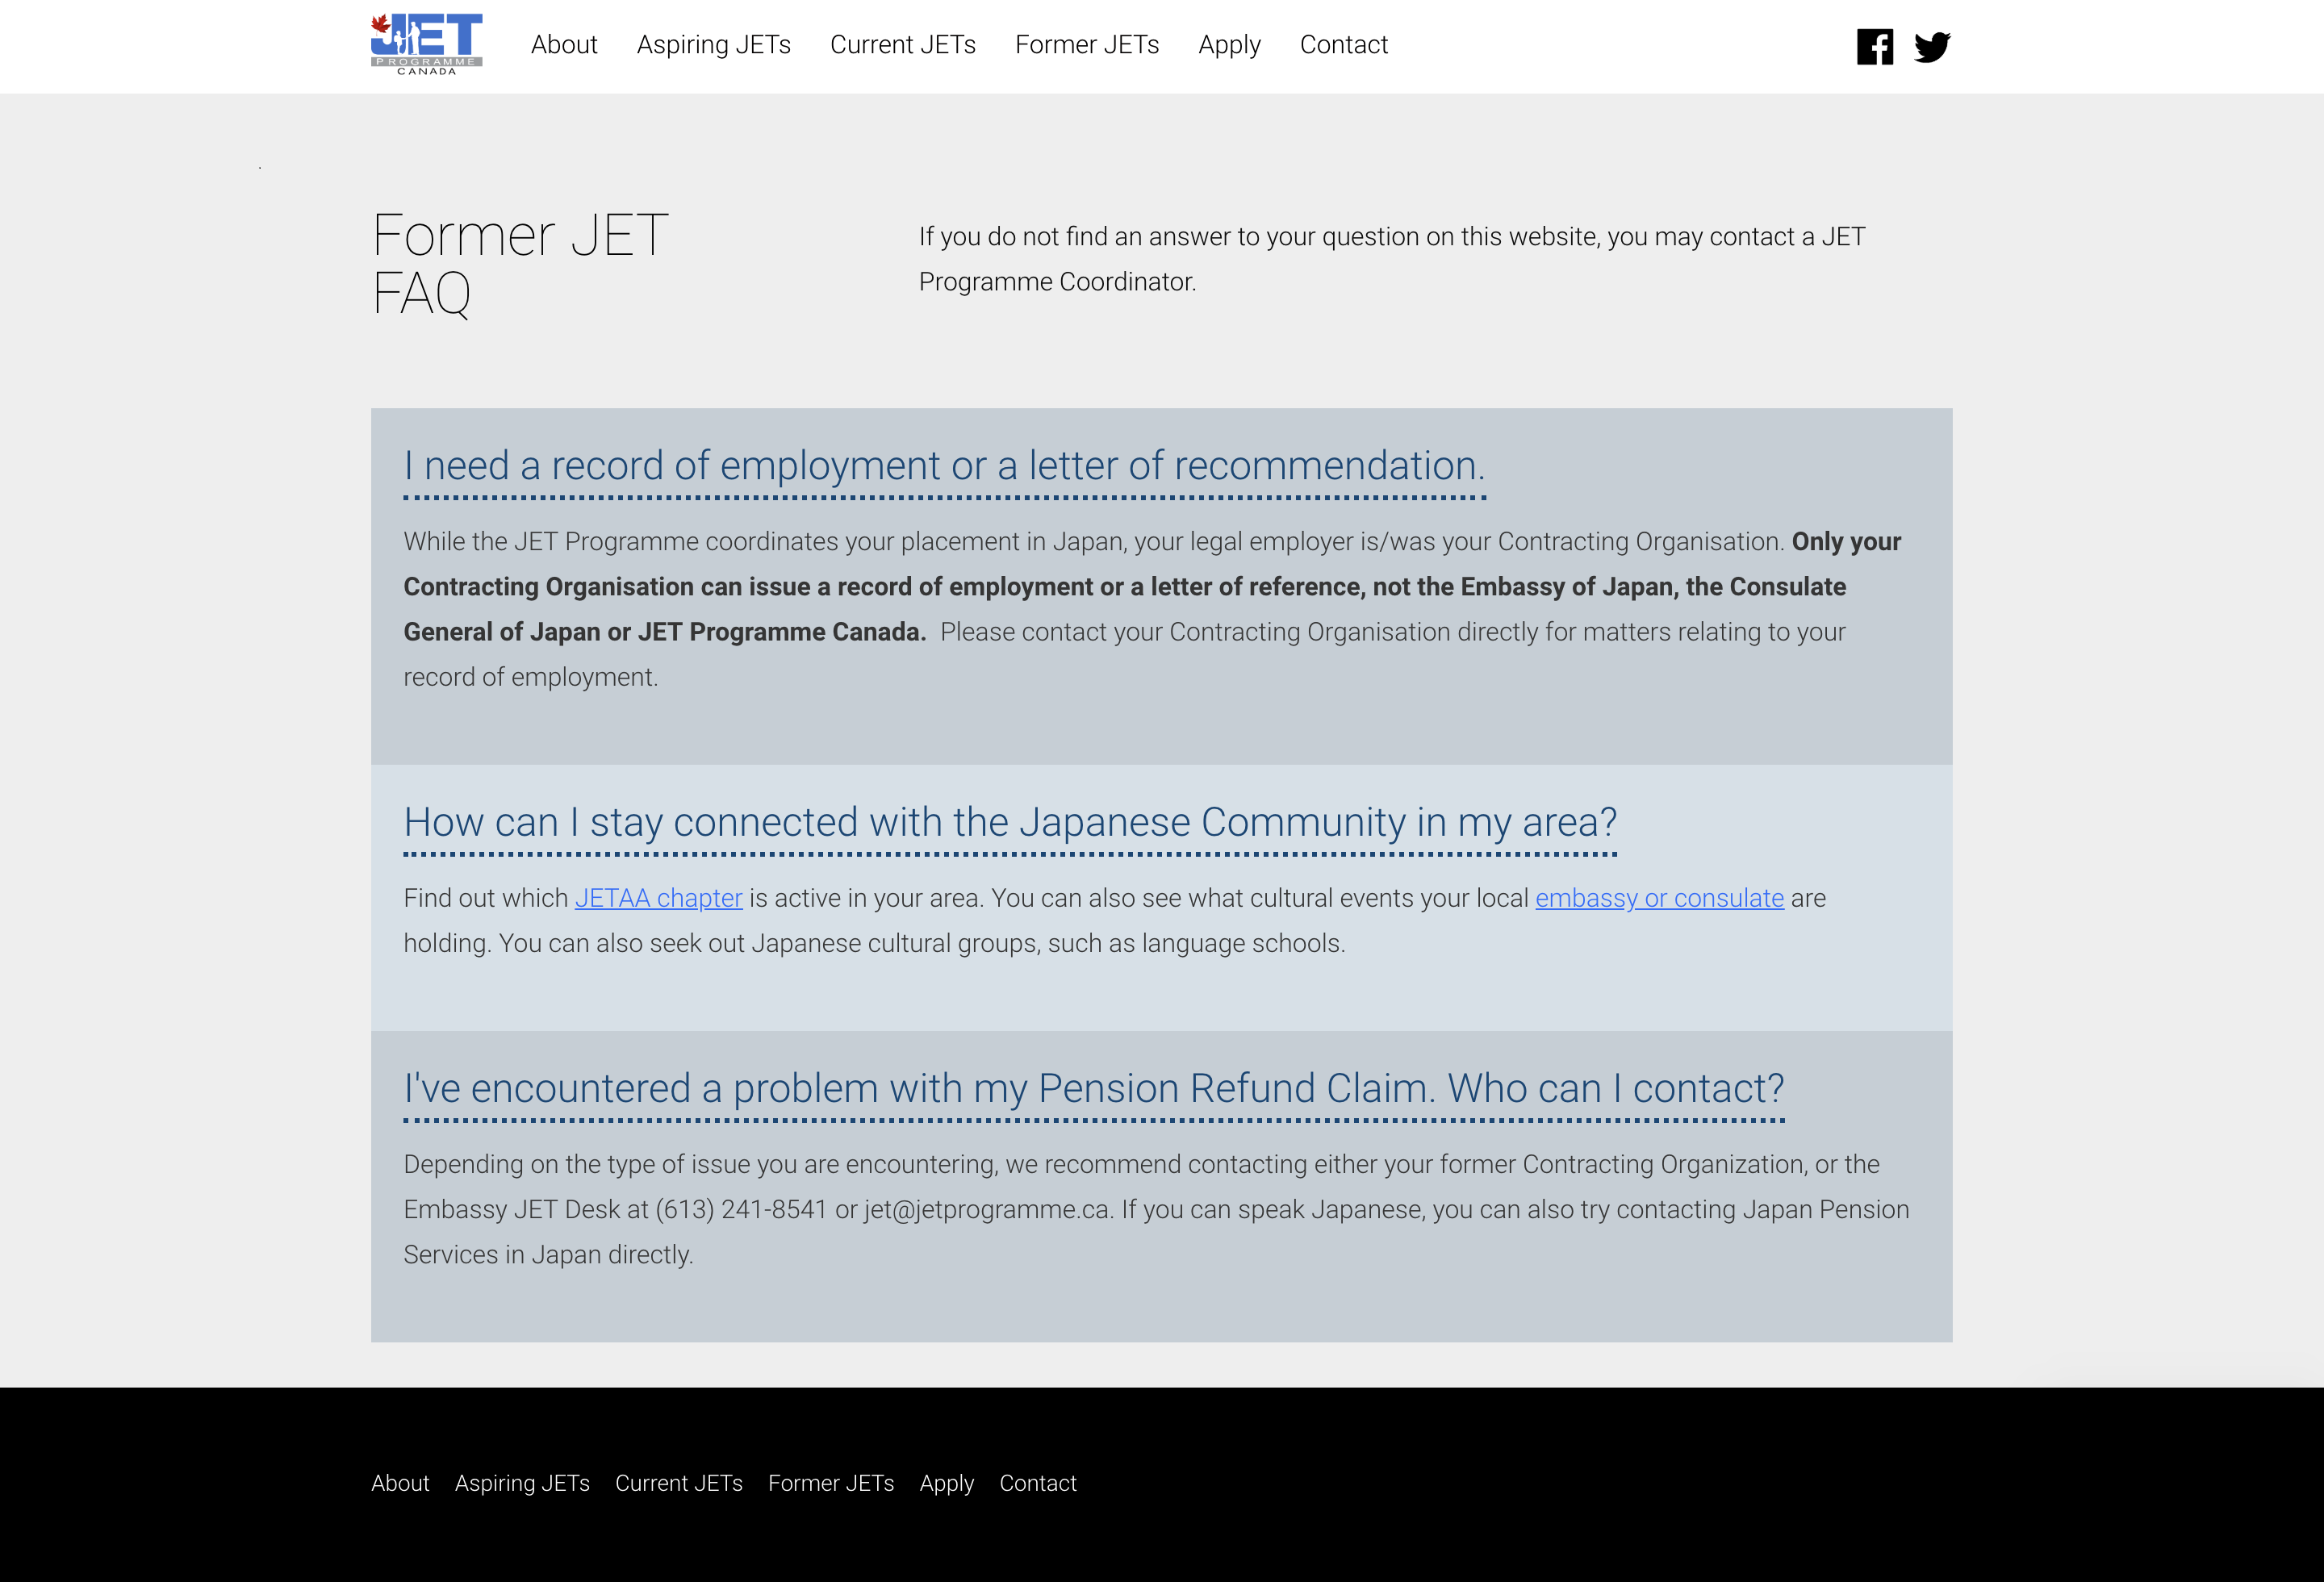 JET
PROGRAMME
CANADA
About Aspiring JETs Current JETs Former JETs Apply Contact
.
Former JET
FAQ
If you do not find an answer to your question on this website, you may contact a JET
Programme Coordinator.
I need a record of employment or a letter of recommendation.
While the JET Programme coordinates your placement in Japan, your legal employer is/was your Contracting Organisation. Only your
Contracting Organisation can issue a record of employment or a letter of reference, not the Embassy of Japan, the Consulate
General of Japan or JET Programme Canada. Please contact your Contracting Organisation directly for matters relating to your
record of employment.
How can I stay connected with the Japanese Community in my area?
Find out which JETAA chapter is active in your area. You can also see what cultural events your local embassy or consulate are
holding. You can also seek out Japanese cultural groups, such as language schools.
I've encountered a problem with my Pension Refund Claim. Who can I contact?
Depending on the type of issue you are encountering, we recommend contacting either your former Contracting Organization, or the
Embassy JET Desk at (613) 241-8541 or jet@jetprogramme.ca. If you can speak Japanese, you can also try contacting Japan Pension
Services in Japan directly.
About Aspiring JETs Current JETs Former JETs Apply Contact